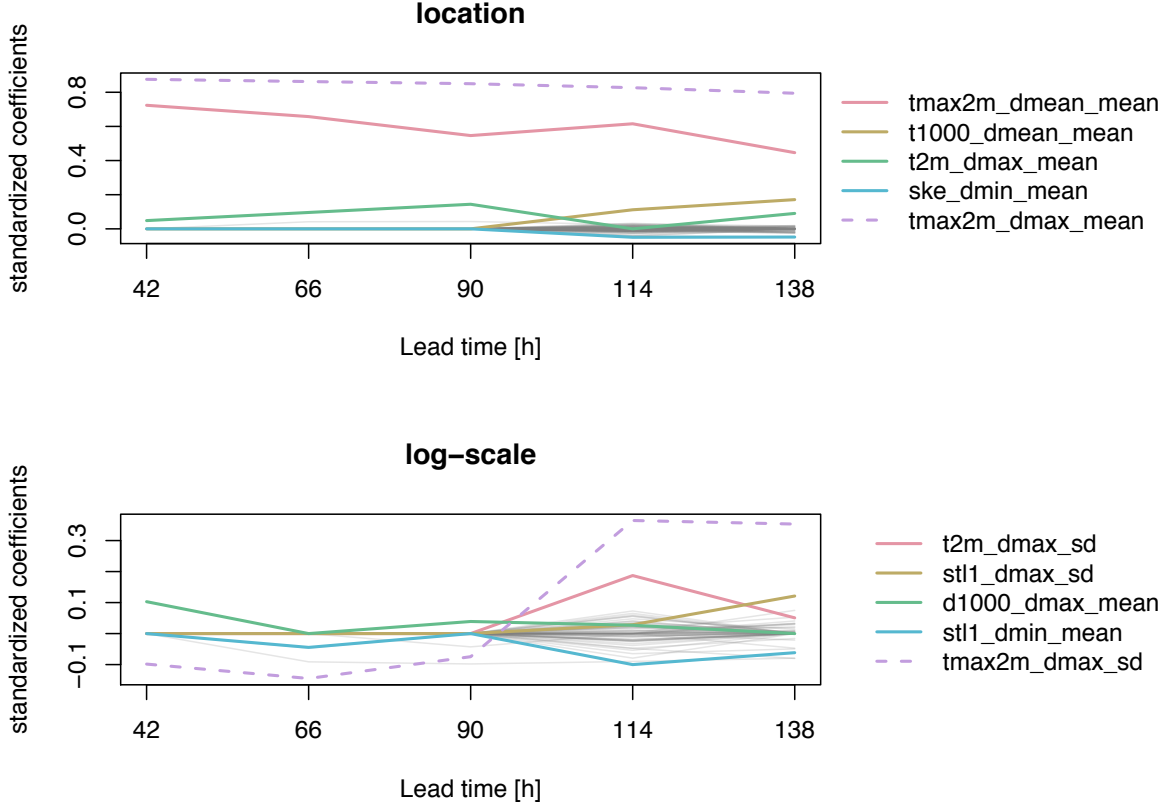 location
standardized coefficients
0.8
0.4
0.0
42 66 90 114 138
Lead time [h]
tmax2m_dmean_mean
t1000_dmean_mean
t2m_dmax_mean
ske_dmin_mean
tmax2m_dmax_mean
log−scale
standardized coefficients
0.3
0.1
−0.1
42 66 90 114 138
Lead time [h]
t2m_dmax_sd
stl1_dmax_sd
d1000_dmax_mean
stl1_dmin_mean
tmax2m_dmax_sd